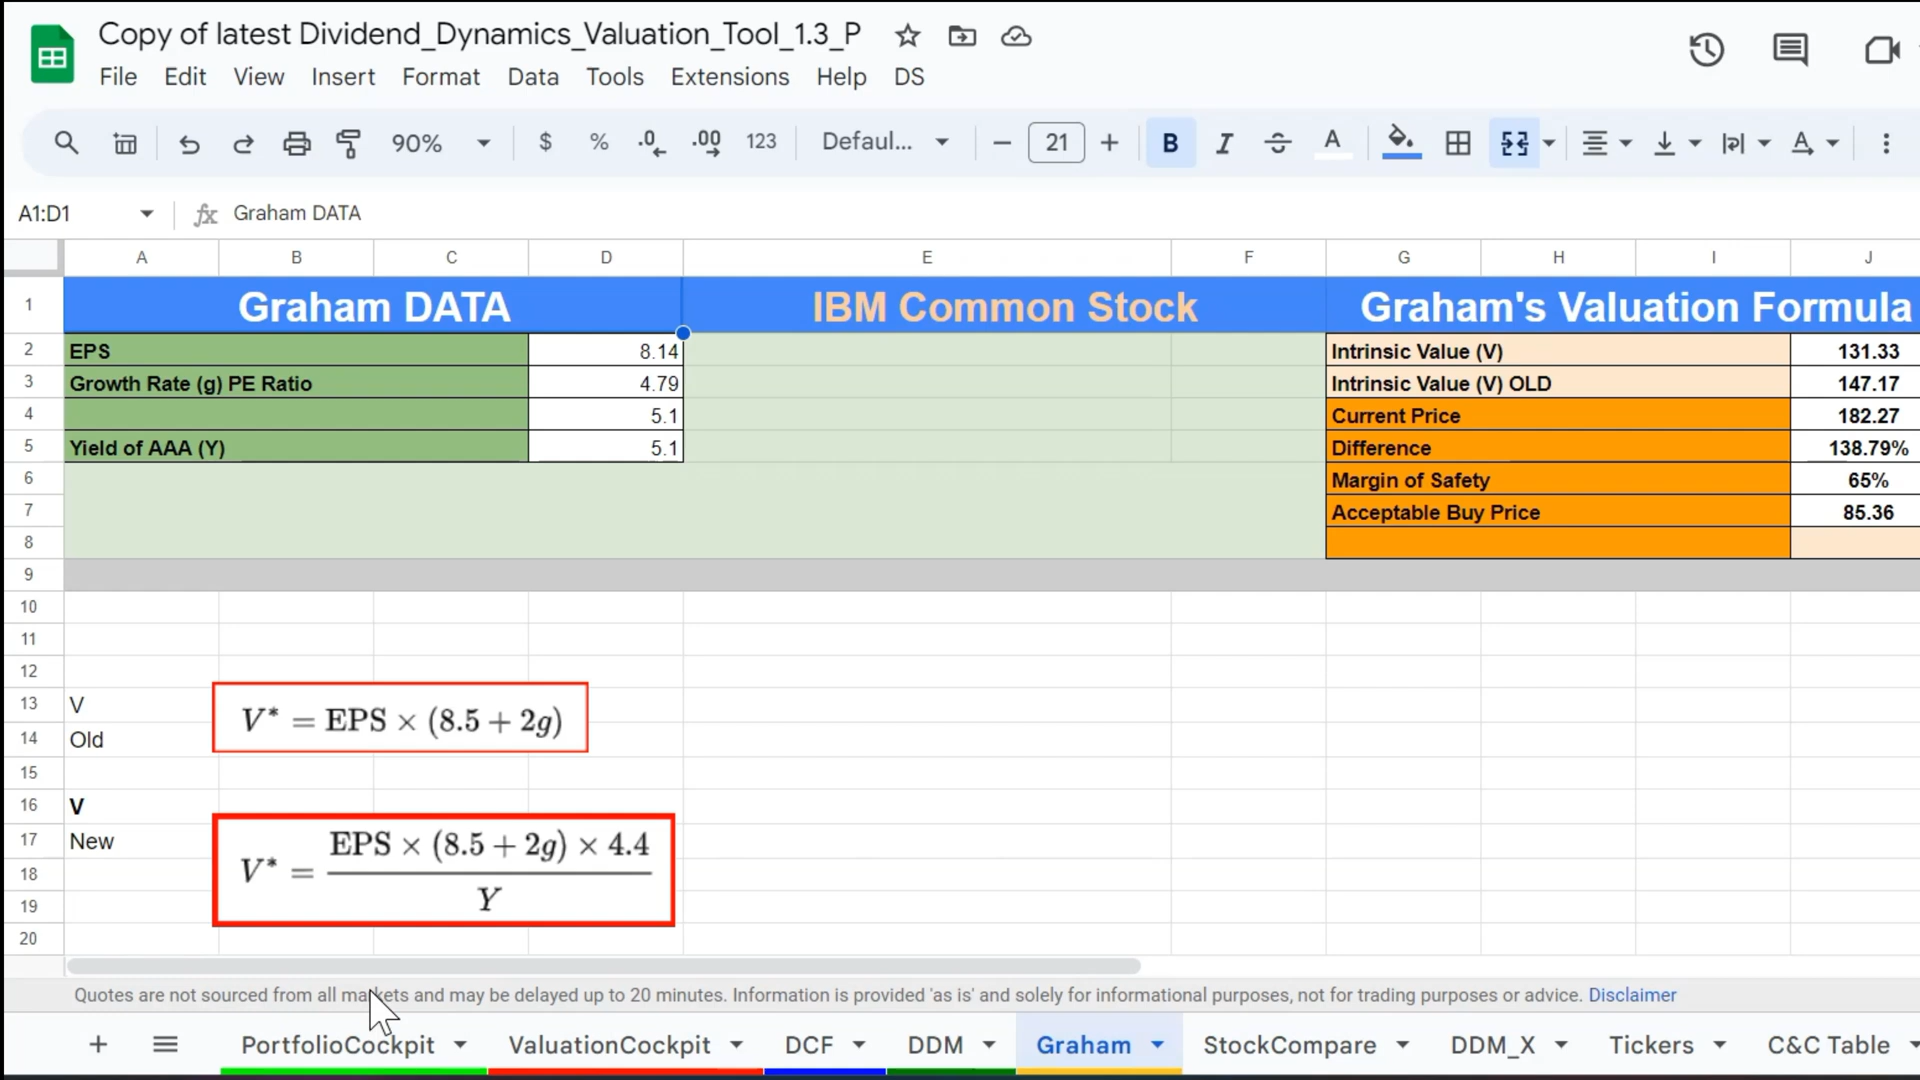 Copy of latest Dividend_Dynamics_Valuation_Tool_1.3_P
File Edit View Insert Format Data Tools Extensions Help DS
90% $ % .0 .00 123 Defaul... − 21 + B I A
A1:D1 fx Graham DATA
A B C D E F G H I J
1 Graham DATA IBM Common Stock Graham's Valuation Formula
2 EPS 8.14 Intrinsic Value (V) 131.33
3 Growth Rate (g) PE Ratio 4.79 Intrinsic Value (V) OLD 147.17
4 5.1 Current Price 182.27
5 Yield of AAA (Y) 5.1 Difference 138.79%
6 Margin of Safety 65%
7 Acceptable Buy Price 85.36
8
9
10
11
12
13 V
V* = EPS × (8.5 + 2g)
14 Old
15
16 V
V* = EPS × (8.5 + 2g) × 4.4 / Y
17 New
18
19
20
Quotes are not sourced from all markets and may be delayed up to 20 minutes. Information is provided 'as is' and solely for informational purposes, not for trading purposes or advice. Disclaimer
+ PortfolioCockpit ValuationCockpit DCF DDM Graham StockCompare DDM_X Tickers C&C Table